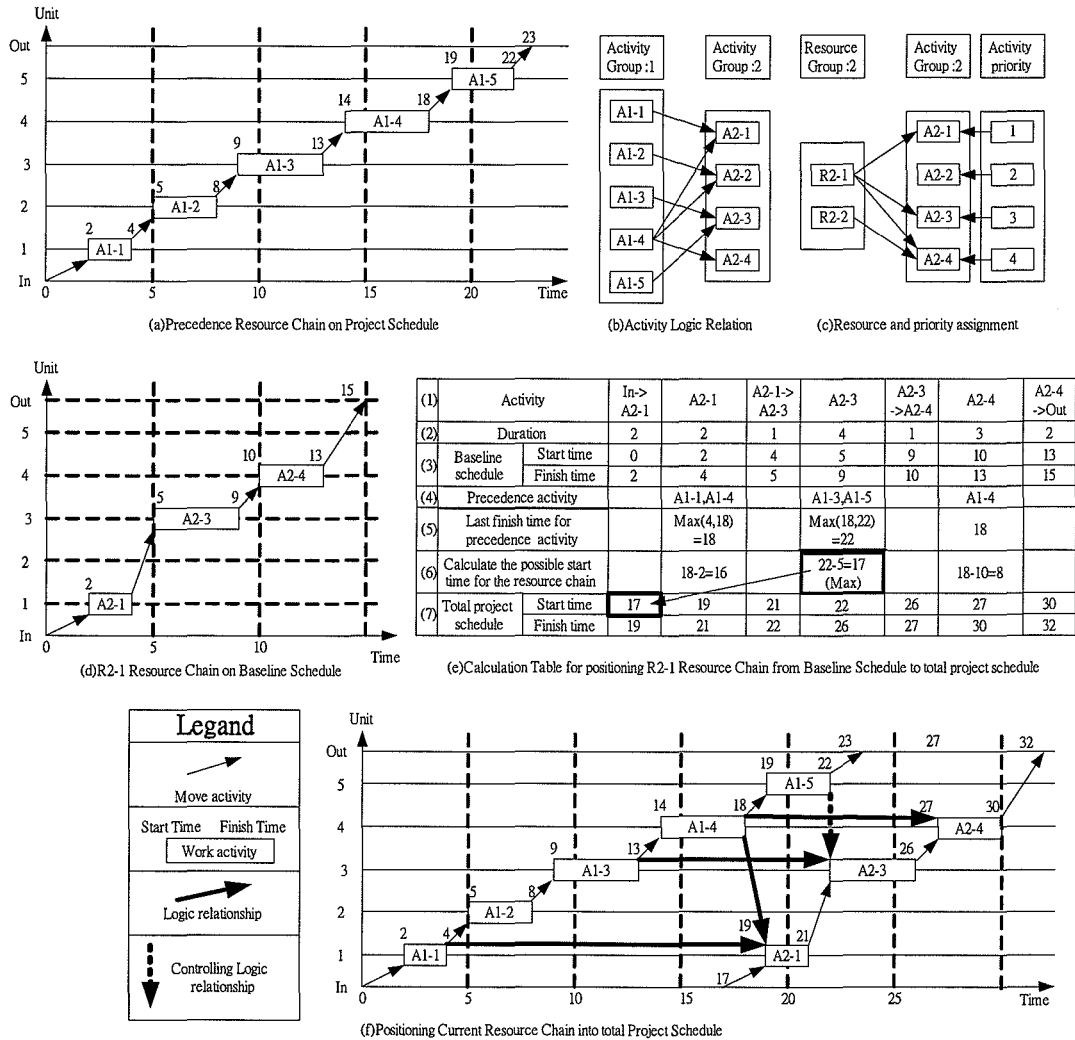 Unit
Out
5
4
3
2
1
In
2
4
A1-1
5
8
A1-2
9
13
A1-3
14
18
A1-4
19
22
A1-5
23
0
5
10
15
20
Time
(a)Precedence Resource Chain on Project Schedule
Activity
Group :1
Activity
Group :2
A1-1
A1-2
A1-3
A1-4
A1-5
A2-1
A2-2
A2-3
A2-4
(b)Activity Logic Relation
Resource
Group :2
Activity
Group :2
Activity
priority
R2-1
R2-2
A2-1
A2-2
A2-3
A2-4
1
2
3
4
(c)Resource and priority assignment
Unit
Out
5
4
3
2
1
In
2
A2-1
5
9
A2-3
10
13
A2-4
15
0
5
10
Time
(d)R2-1 Resource Chain on Baseline Schedule
(1) Activity In-> A2-1 A2-1-> A2-3 A2-3 A2-4 A2-4
A2-1 A2-3 ->A2-4 ->Out
(2) Duration 2 2 1 4 1 3 2
(3) Baseline schedule Start time 0 2 4 5 9 10 13
Finish time 2 4 5 9 10 13 15
(4) Precedence activity A1-1,A1-4 A1-3,A1-5 A1-4
(5) Last finish time for Max(4,18) Max(18,22) 18
precedence activity =18 =22
(6) Calculate the possible start 18-2=16 22-5=17 18-10=8
time for the resource chain (Max)
(7) Total project schedule Start time 17 19 21 22 26 27 30
Finish time 19 21 22 26 27 30 32
(e)Calculation Table for positioning R2-1 Resource Chain from Baseline Schedule to total project schedule
Legand
Move activity
Start Time Finish Time
Work activity
Logic relationship
Controlling Logic
relationship
Unit
Out
5
4
3
2
1
In
2
4
A1-1
5
8
A1-2
9
13
A1-3
14
18
A1-4
19
22
A1-5
23
27
32
17
19
21
A2-1
A2-3
26
27
30
A2-4
0
5
10
15
20
25
Time
(f)Positioning Current Resource Chain into total Project Schedule